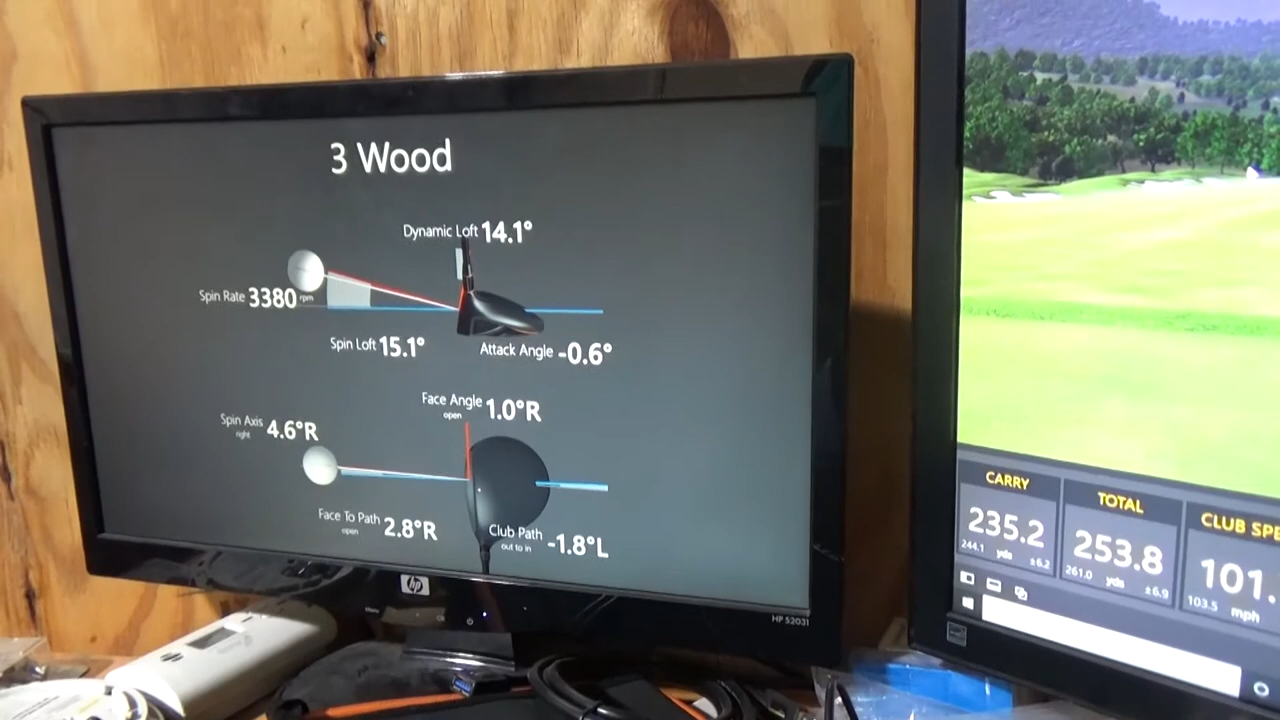 3 Wood
Dynamic Loft 14.1°
Spin Rate 3380 rpm
Spin Loft 15.1°
Attack Angle -0.6°
Face Angle 1.0°R
open
Spin Axis 4.6°R
right
Face To Path 2.8°R
open
Club Path -1.8°L
out to in
hp
HP S2031
CARRY
235.2
244.1 yds ±6.2
TOTAL
253.8
261.0 yds ±6.9
CLUB SPE
101.
103.5 mph